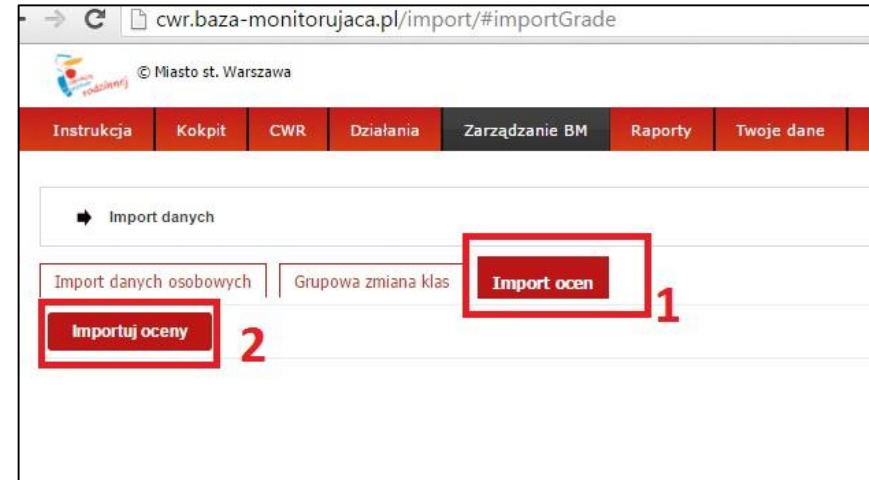 cwr.baza-monitorujaca.pl/import/#importGrade
rodzinnej
© Miasto st. Warszawa
Instrukcja Kokpit CWR Działania Zarządzanie BM Raporty Twoje dane
Import danych
Import danych osobowych Grupowa zmiana klas Import ocen 1
Importuj oceny 2